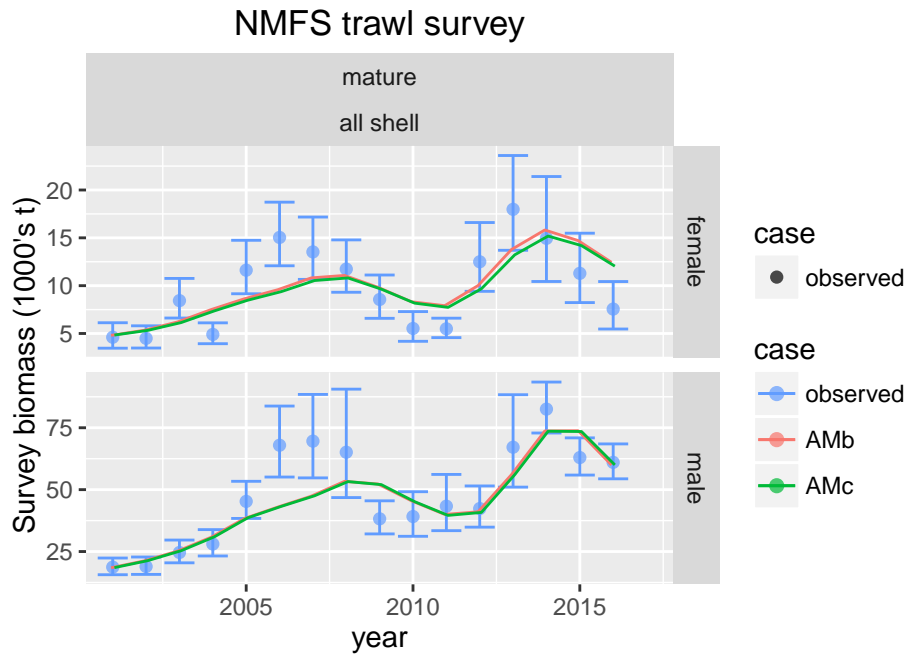 NMFS trawl survey
mature
all shell
Survey biomass (1000's t)
20
15
10
5
female
75
50
25
male
2005
2010
2015
year
case
observed
case
observed
AMb
AMc